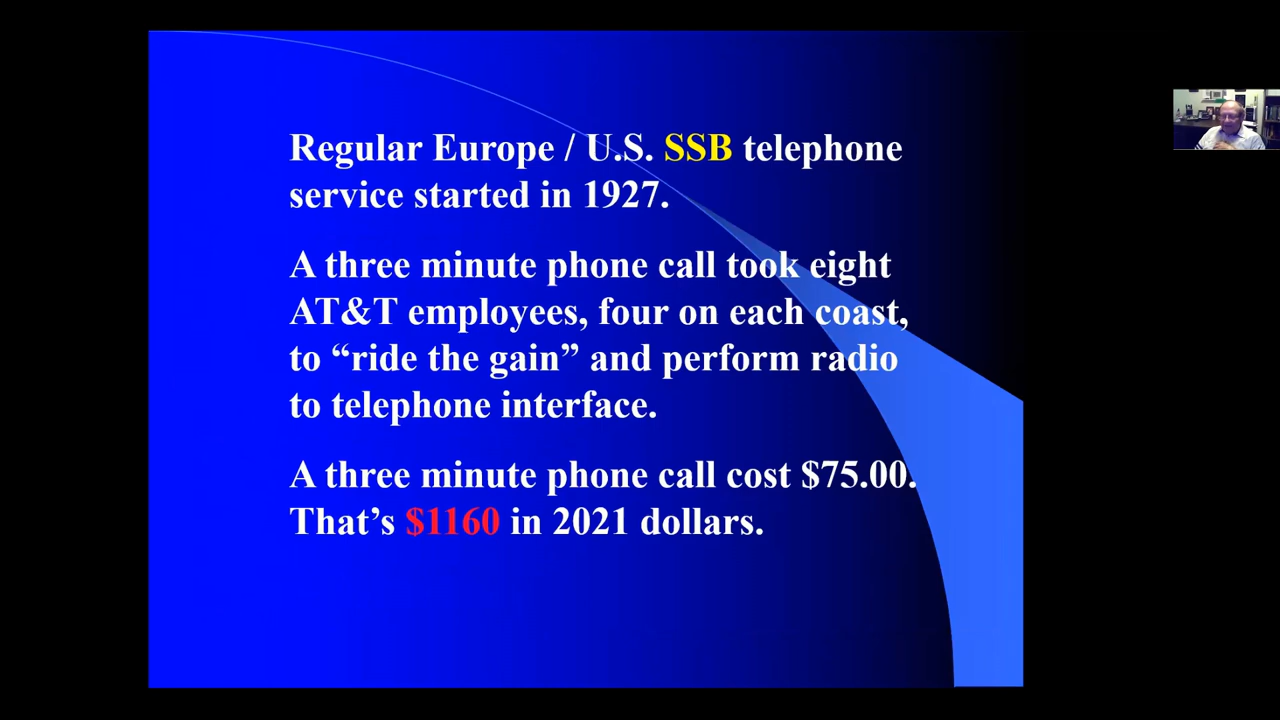 Regular Europe / U.S. SSB telephone
service started in 1927.
A three minute phone call took eight
AT&T employees, four on each coast,
to “ride the gain” and perform radio
to telephone interface.
A three minute phone call cost $75.00.
That’s $1160 in 2021 dollars.